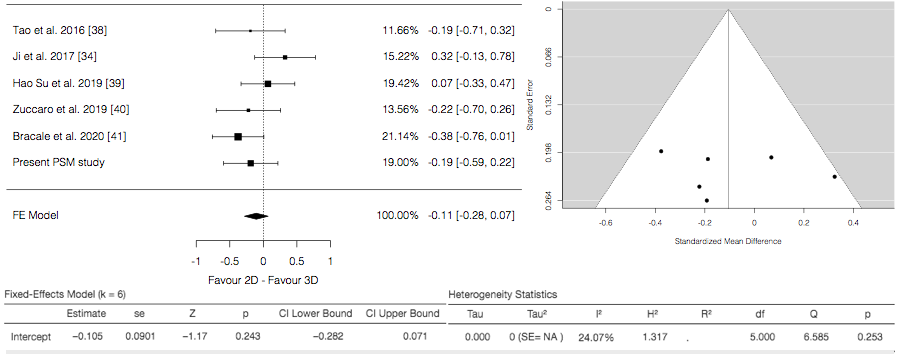 Tao et al. 2016 [38] 11.66% -0.19 [-0.71, 0.32]
Ji et al. 2017 [34] 15.22% 0.32 [-0.13, 0.78]
Hao Su et al. 2019 [39] 19.42% 0.07 [-0.33, 0.47]
Zuccaro et al. 2019 [40] 13.56% -0.22 [-0.70, 0.26]
Bracale et al. 2020 [41] 21.14% -0.38 [-0.76, 0.01]
Present PSM study 19.00% -0.19 [-0.59, 0.22]
FE Model 100.00% -0.11 [-0.28, 0.07]
-1 -0.5 0 0.5 1
Favour 2D - Favour 3D
Standard Error
0
0.066
0.132
0.198
0.264
-0.6 -0.4 -0.2 0 0.2 0.4
Standardized Mean Difference
Fixed-Effects Model (k = 6)
Estimate se Z p CI Lower Bound CI Upper Bound
Intercept -0.105 0.0901 -1.17 0.243 -0.282 0.071
Heterogeneity Statistics
Tau Tau² I² H² R² df Q p
0.000 0 (SE= NA ) 24.07% 1.317 . 5.000 6.585 0.253